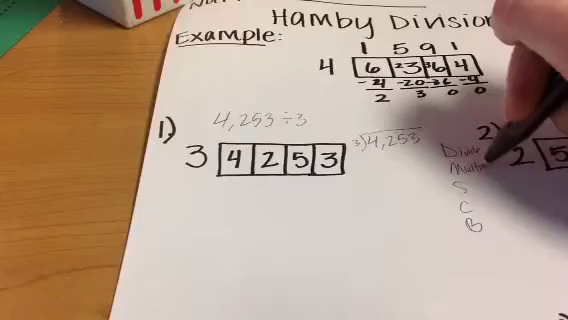 Hamby Division
Example:
1 5 9 1
4 6 ²3 ³6 4
-4 -20 -36 -4
2 3 0 0
1)
4,253 ÷ 3
3 4 2 5 3
3)4,253
2)
2 5
Divide
S
C
B